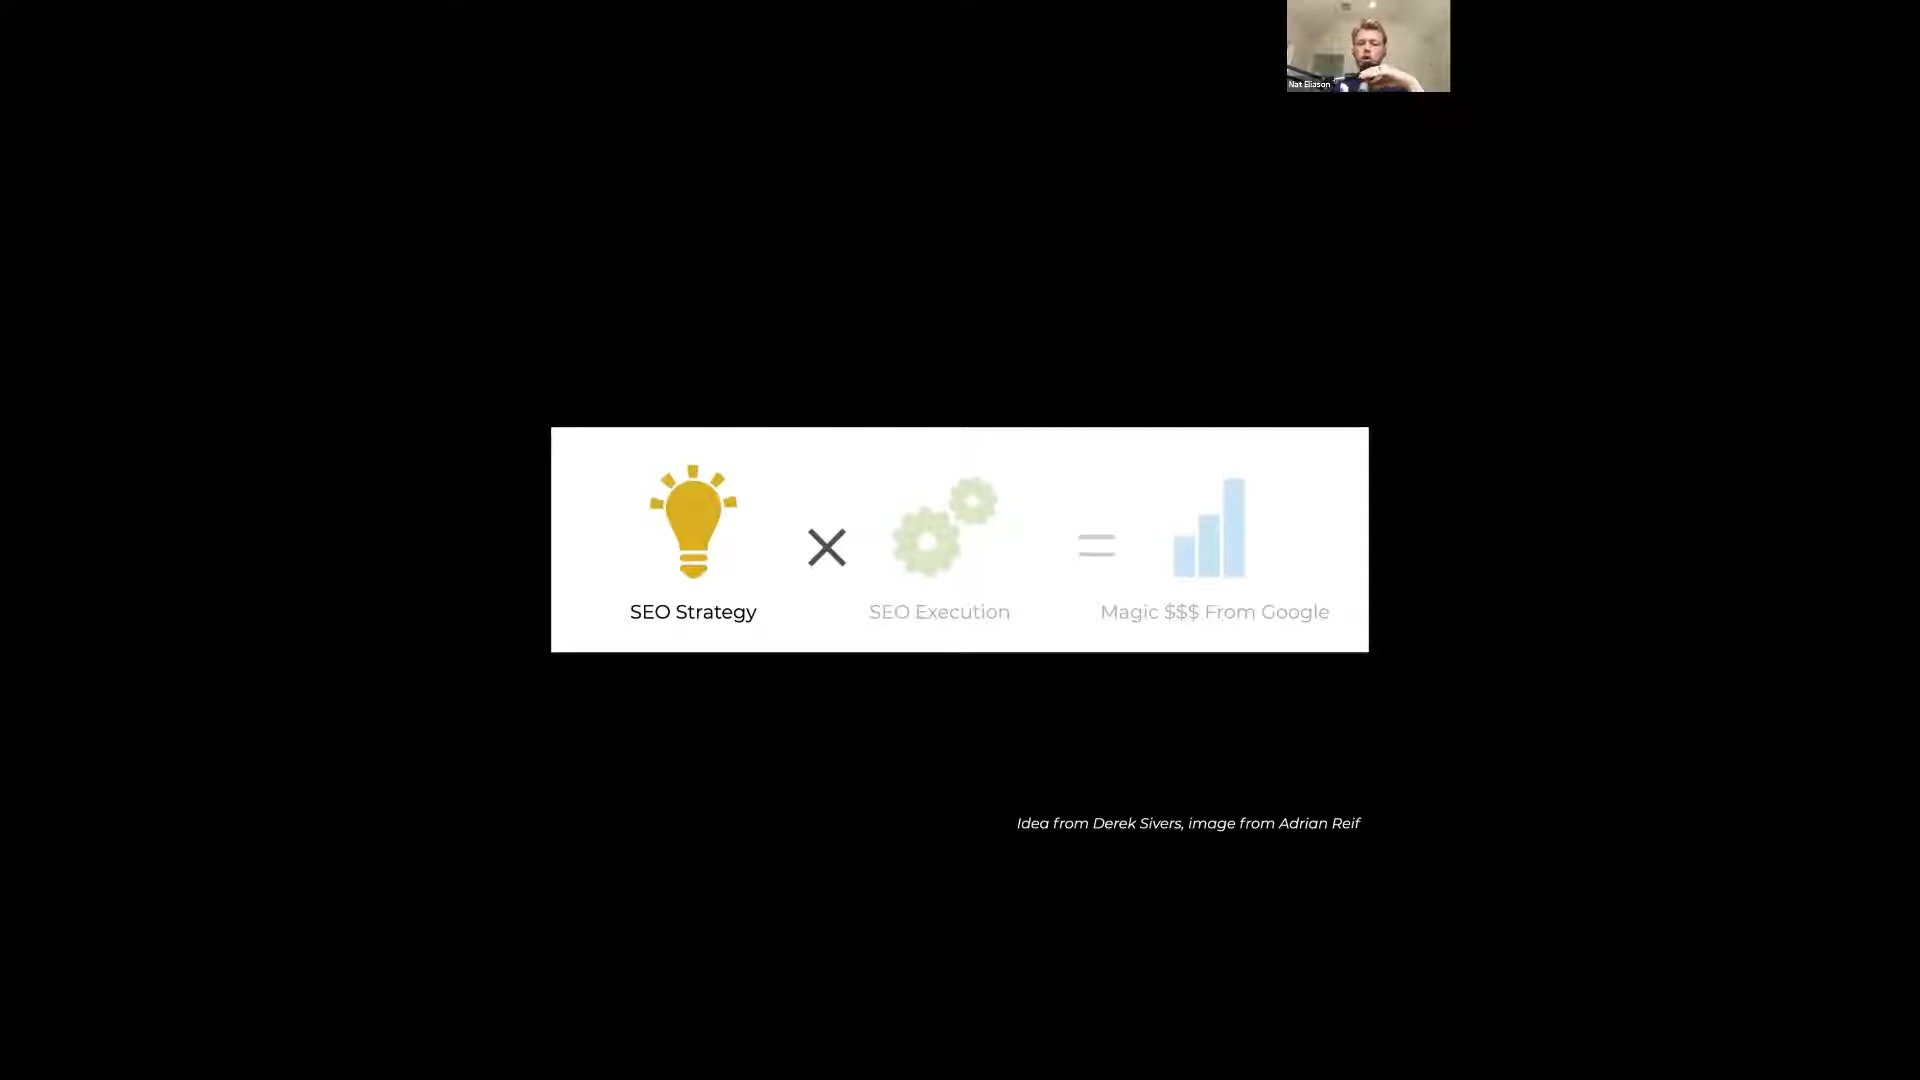 Nat Eliason
SEO Strategy
SEO Execution
Magic $$$ From Google
Idea from Derek Sivers, image from Adrian Reif